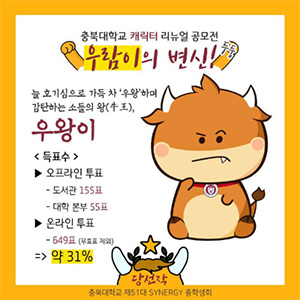 충북대학교 캐릭터 리뉴얼 공모전
우람이의 변신!
두둥
늘 호기심으로 가득 차 '우왕'하며
감탄하는 소들의 왕(牛王),
우왕이
< 득표수 >
▶ 오프라인 투표
- 도서관 155표
- 대학 본부 55표
▶ 온라인 투표
- 649표 (무효표 제외)
=> 약 31%
당선작
충북대학교 제51대 SYNERGY 총학생회